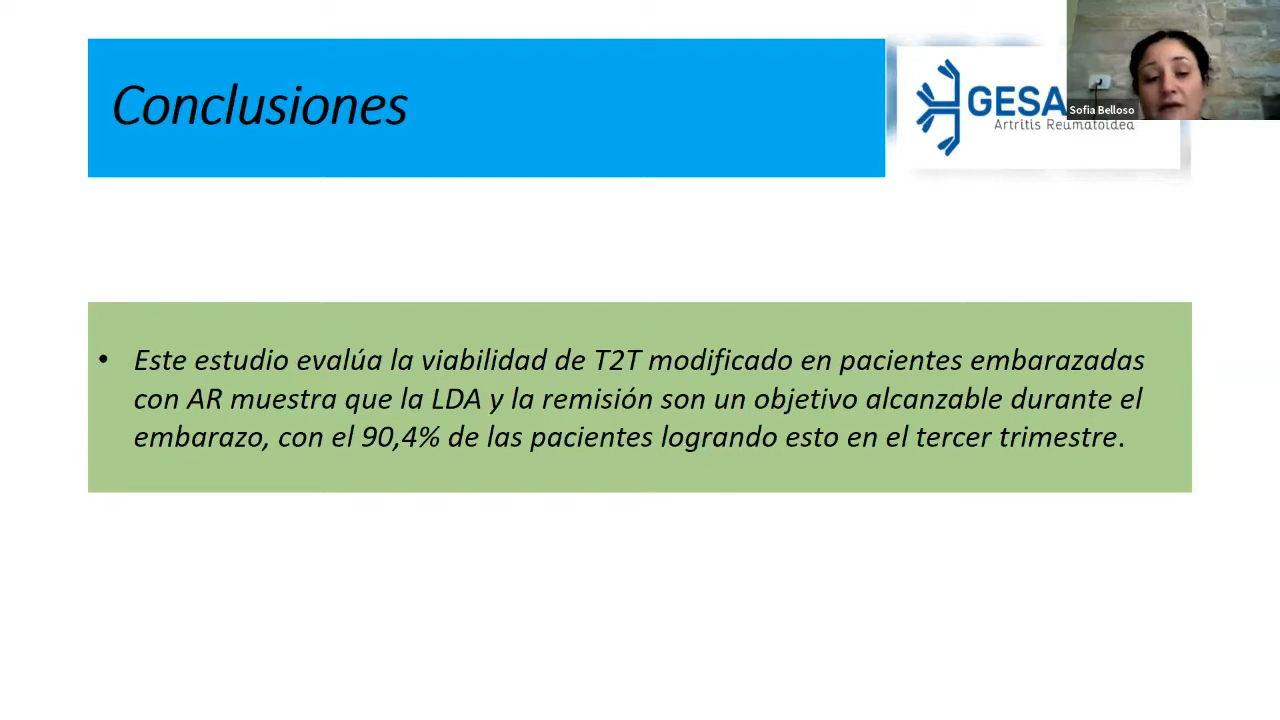 Conclusiones
GESA
Artritis Reumatoidea
Sofia Belloso
• Este estudio evalúa la viabilidad de T2T modificado en pacientes embarazadas
con AR muestra que la LDA y la remisión son un objetivo alcanzable durante el
embarazo, con el 90,4% de las pacientes logrando esto en el tercer trimestre.